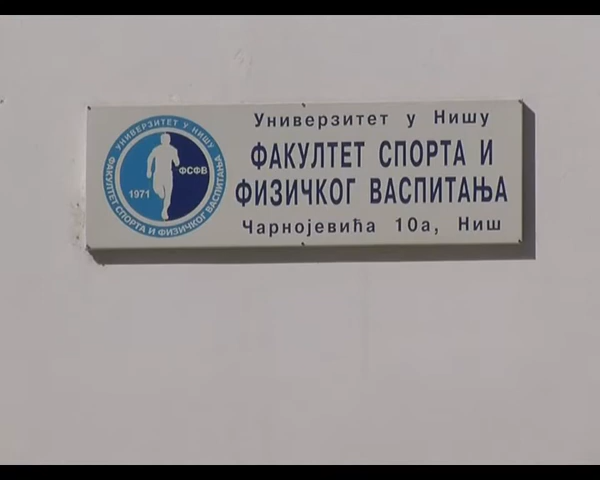 Универзитет у Нишу
ФАКУЛТЕТ СПОРТА И
ФИЗИЧКОГ ВАСПИТАЊА
Чарнојевића 10а, Ниш
УНИВЕРЗИТЕТ У НИШУ
ФАКУЛТЕТ СПОРТА И ФИЗИЧКОГ ВАСПИТАЊА
ФСФВ
1971